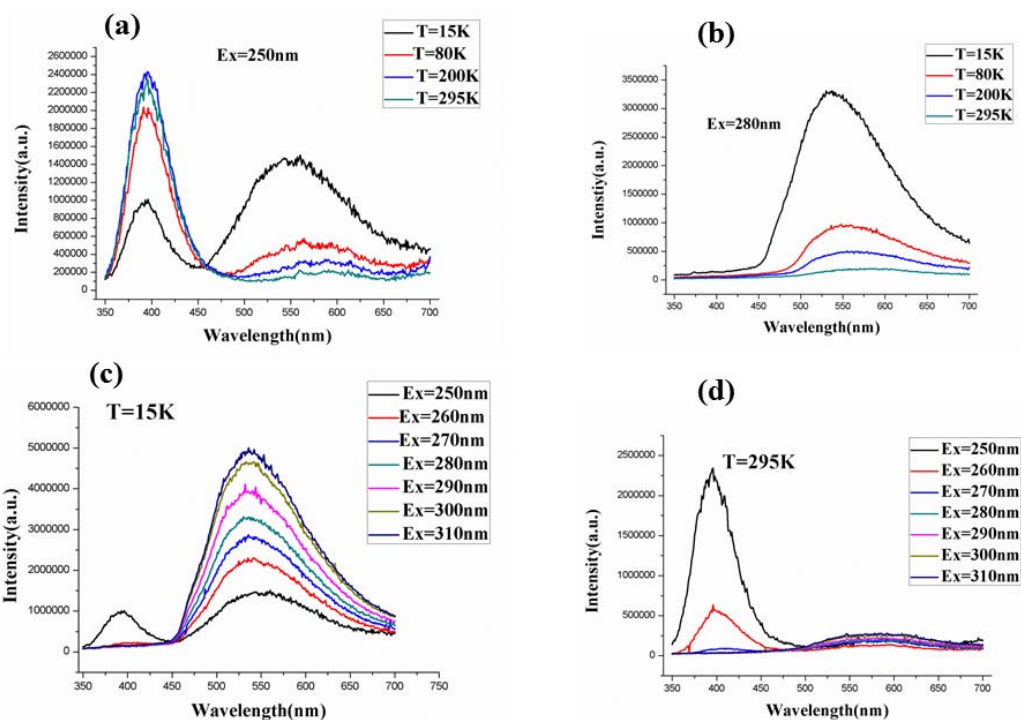 (a)
Ex=250nm
T=15K
T=80K
T=200K
T=295K
2600000
2400000
2200000
2000000
1800000
1600000
1400000
1200000
1000000
800000
600000
400000
200000
0
Intensity(a.u.)
350 400 450 500 550 600 650 700
Wavelength(nm)
(b)
Ex=280nm
T=15K
T=80K
T=200K
T=295K
3500000
3000000
2500000
2000000
1500000
1000000
500000
0
Intenstiy(a.u.)
350 400 450 500 550 600 650 700
Wavelength(nm)
(c)
T=15K
Ex=250nm
Ex=260nm
Ex=270nm
Ex=280nm
Ex=290nm
Ex=300nm
Ex=310nm
6000000
5000000
4000000
3000000
2000000
1000000
0
Intensity(a.u.)
350 400 450 500 550 600 650 700 750
Wavelength(nm)
(d)
T=295K
Ex=250nm
Ex=260nm
Ex=270nm
Ex=280nm
Ex=290nm
Ex=300nm
Ex=310nm
2500000
2000000
1500000
1000000
500000
0
Intensity(a.u.)
350 400 450 500 550 600 650 700
Wavelength(nm)